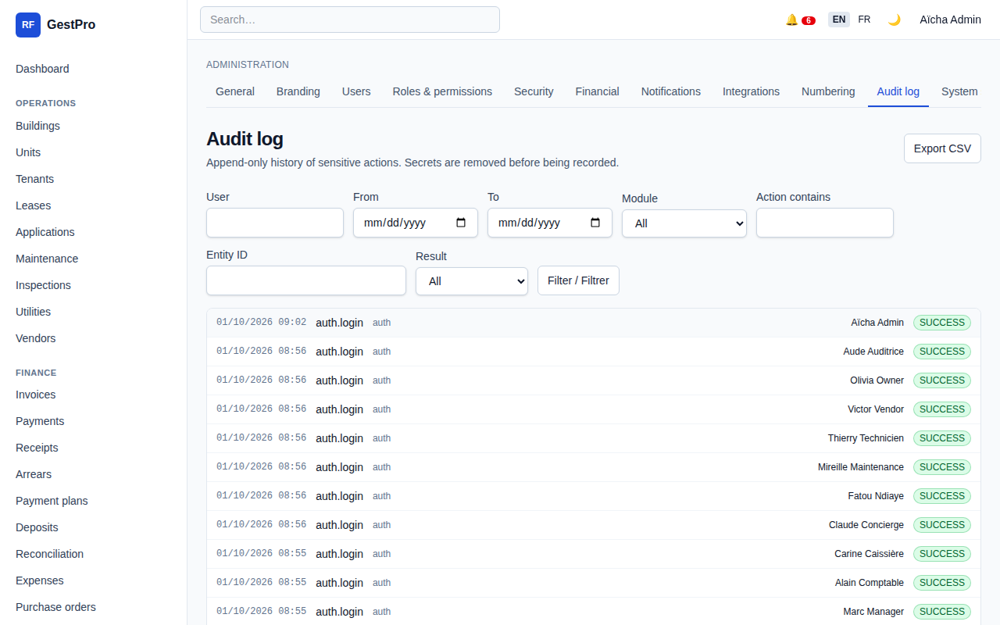 RF GestPro
Search…
🔔 6 EN FR 🌙 Aïcha Admin
Dashboard
OPERATIONS
Buildings
Units
Tenants
Leases
Applications
Maintenance
Inspections
Utilities
Vendors
FINANCE
Invoices
Payments
Receipts
Arrears
Payment plans
Deposits
Reconciliation
Expenses
Purchase orders
ADMINISTRATION
General Branding Users Roles & permissions Security Financial Notifications Integrations Numbering Audit log System
Audit log
Append-only history of sensitive actions. Secrets are removed before being recorded.
Export CSV
User From To Module Action contains
mm/dd/yyyy mm/dd/yyyy All
Entity ID Result
All Filter / Filtrer
01/10/2026 09:02 auth.login auth Aïcha Admin SUCCESS
01/10/2026 08:56 auth.login auth Aude Auditrice SUCCESS
01/10/2026 08:56 auth.login auth Olivia Owner SUCCESS
01/10/2026 08:56 auth.login auth Victor Vendor SUCCESS
01/10/2026 08:56 auth.login auth Thierry Technicien SUCCESS
01/10/2026 08:56 auth.login auth Mireille Maintenance SUCCESS
01/10/2026 08:56 auth.login auth Fatou Ndiaye SUCCESS
01/10/2026 08:56 auth.login auth Claude Concierge SUCCESS
01/10/2026 08:55 auth.login auth Carine Caissière SUCCESS
01/10/2026 08:55 auth.login auth Alain Comptable SUCCESS
01/10/2026 08:55 auth.login auth Marc Manager SUCCESS